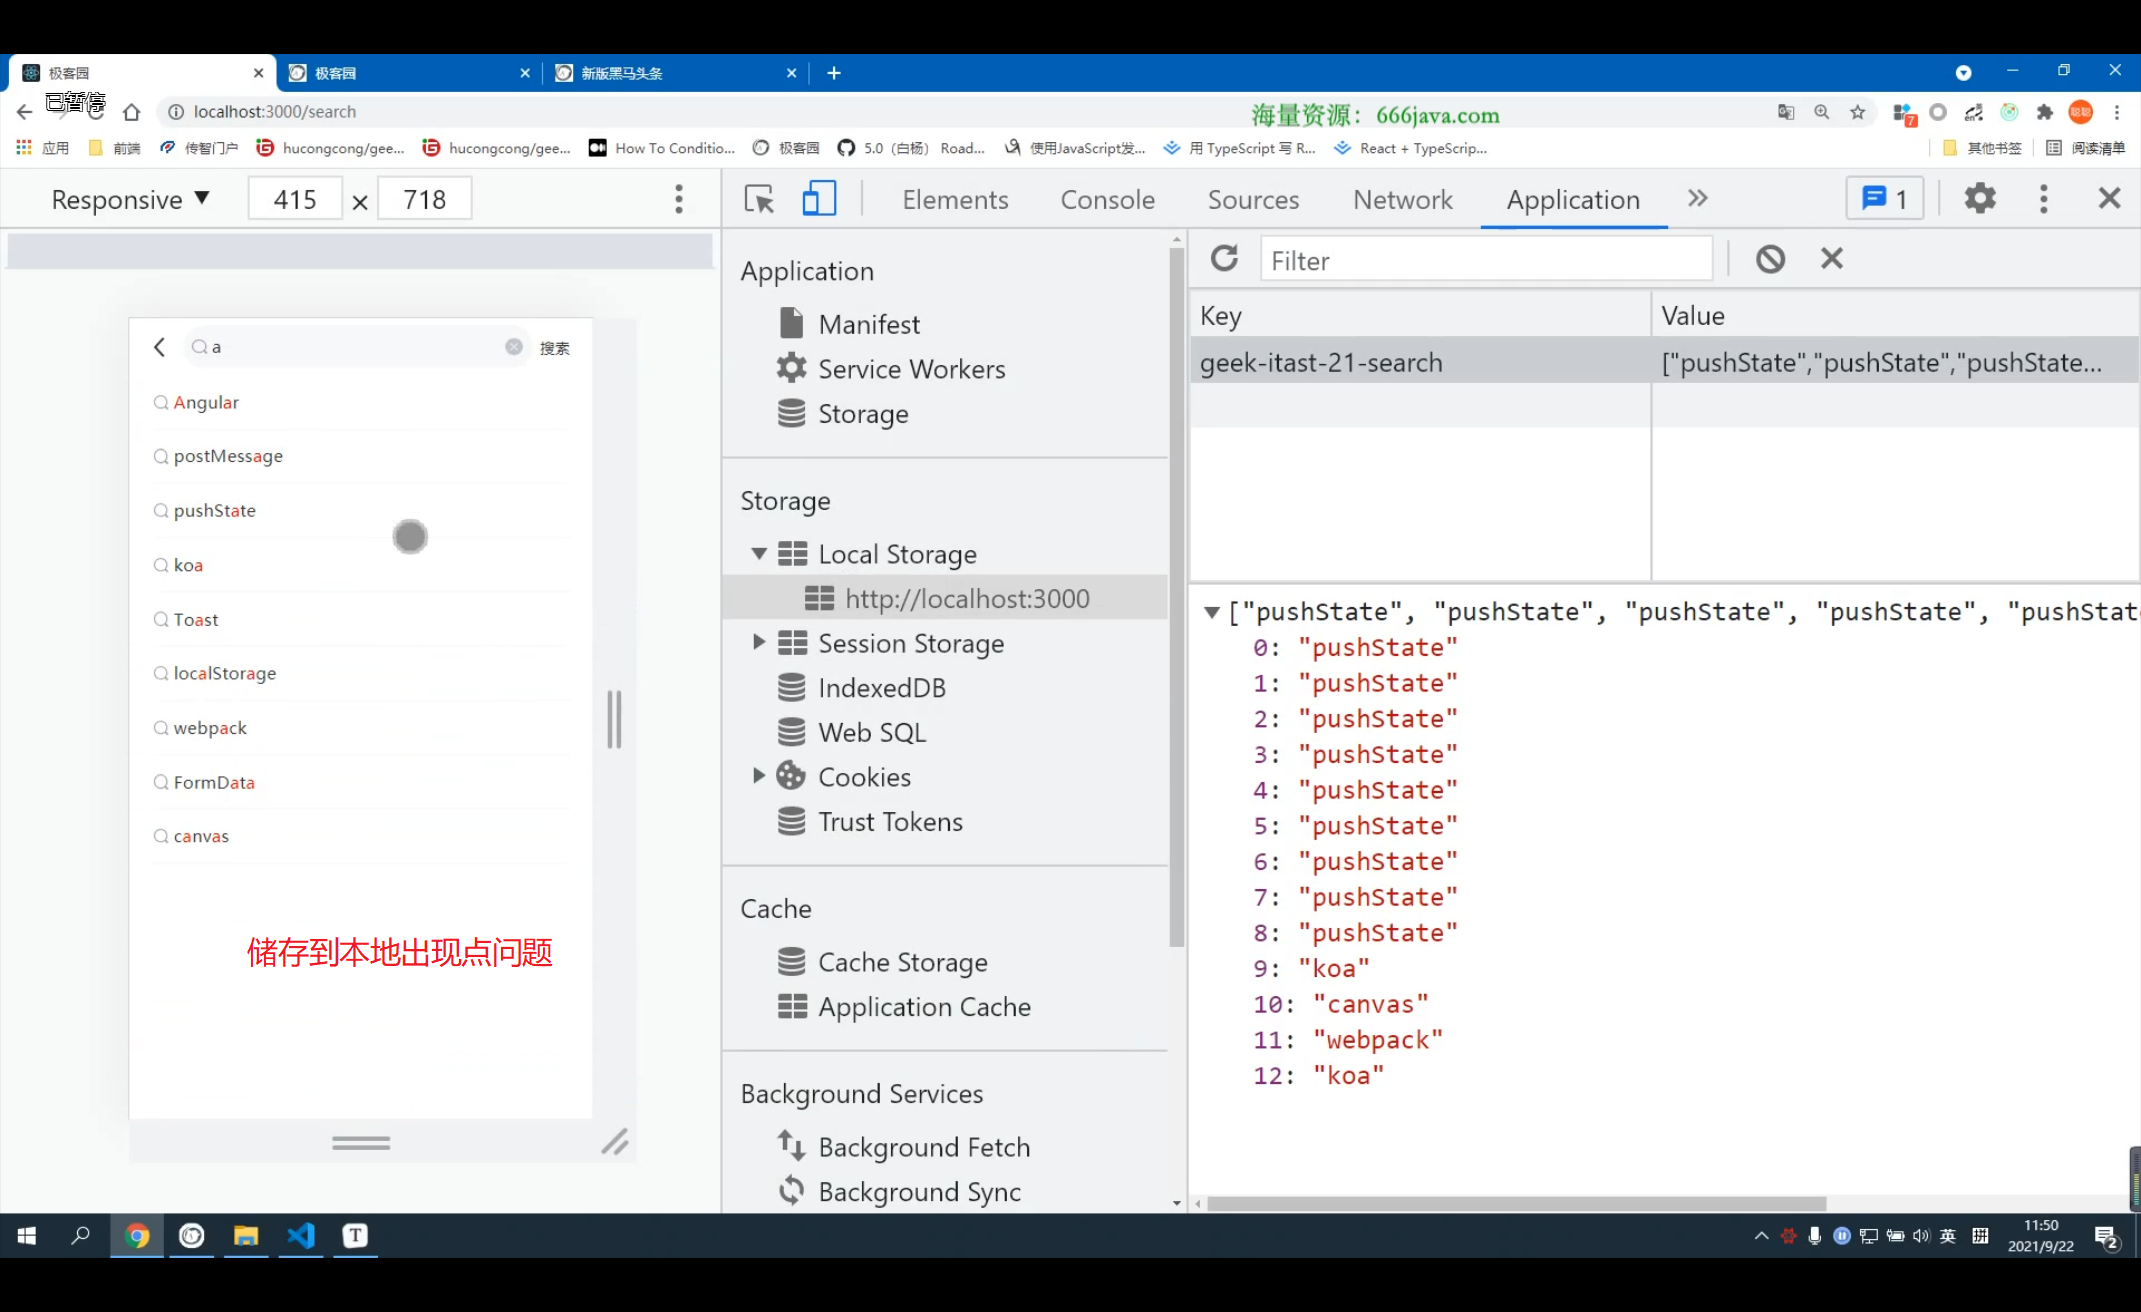 极客园
极客园
新版黑马头条
已暂停
localhost:3000/search
海量资源：666java.com
7
应用
前端
传智门户
hucongcong/gee...
hucongcong/gee...
How To Conditio...
极客园
5.0（白杨） Road...
使用JavaScript发...
用 TypeScript 写 R...
React + TypeScrip...
其他书签
阅读清单
Responsive ▼
415
×
718
Elements
Console
Sources
Network
Application
1
a
搜索
Angular
postMessage
pushState
koa
Toast
localStorage
webpack
FormData
canvas
储存到本地出现点问题
Application
Manifest
Service Workers
Storage
Storage
Local Storage
http://localhost:3000
Session Storage
IndexedDB
Web SQL
Cookies
Trust Tokens
Cache
Cache Storage
Application Cache
Background Services
Background Fetch
Background Sync
Filter
Key
Value
geek-itast-21-search
["pushState","pushState","pushState...
["pushState", "pushState", "pushState", "pushState", "pushStat
0: "pushState"
1: "pushState"
2: "pushState"
3: "pushState"
4: "pushState"
5: "pushState"
6: "pushState"
7: "pushState"
8: "pushState"
9: "koa"
10: "canvas"
11: "webpack"
12: "koa"
T
英
拼
11:50
2021/9/22
2